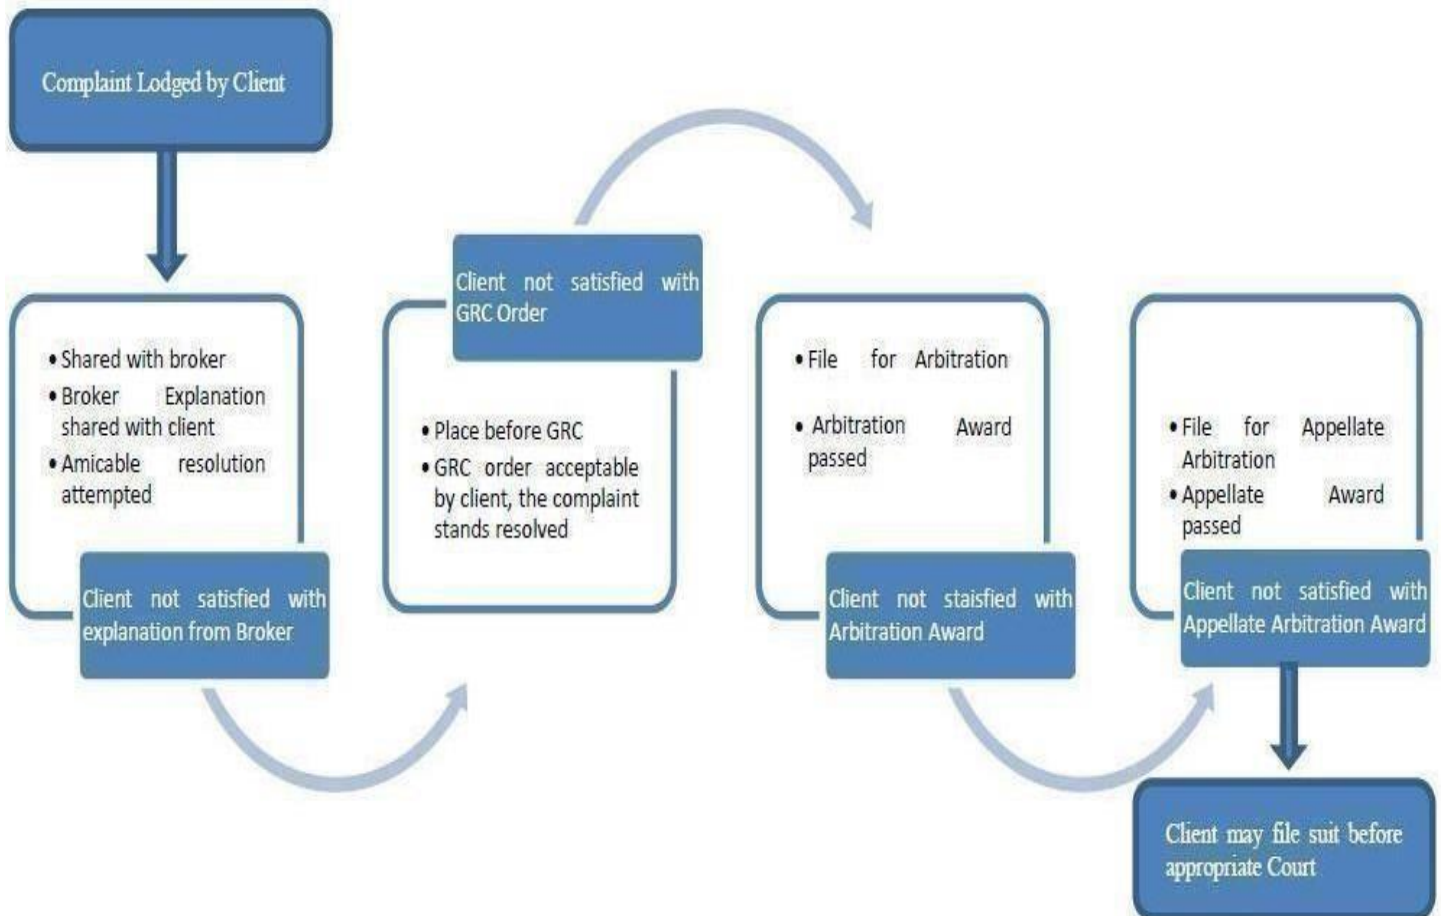 Complaint Lodged by Client
• Shared with broker
• Broker Explanation
shared with client
• Amicable resolution
attempted
Client not satisfied with
explanation from Broker
Client not satisfied with
GRC Order
• Place before GRC
• GRC order acceptable
by client, the complaint
stands resolved
• File for Arbitration
• Arbitration Award
passed
Client not staisfied with
Arbitration Award
• File for Appellate
Arbitration
• Appellate Award
passed
Client not satisfied with
Appellate Arbitration Award
Client may file suit before
appropriate Court